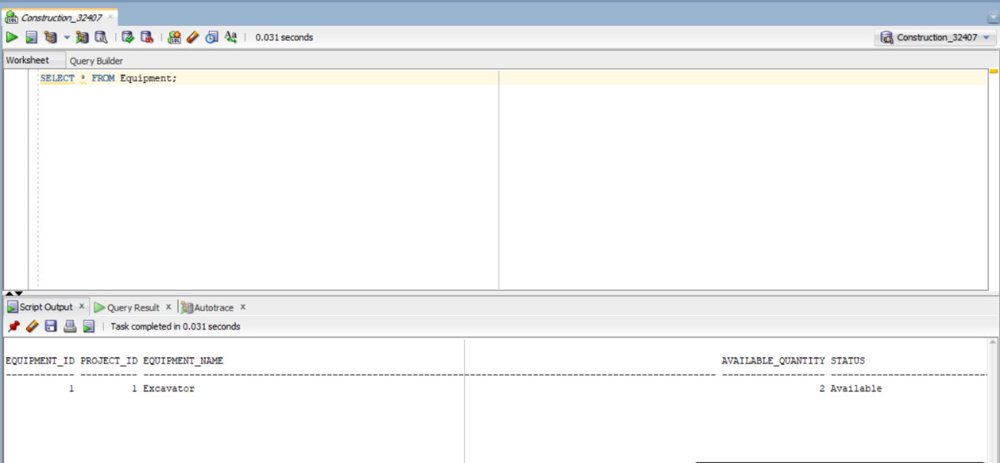 Construction_32407
0.031 seconds Construction_32407
Worksheet Query Builder
SELECT * FROM Equipment;
Script Output x Query Result x Autotrace x
Task completed in 0.031 seconds
EQUIPMENT_ID PROJECT_ID EQUIPMENT_NAME AVAILABLE_QUANTITY STATUS
1 1 Excavator 2 Available